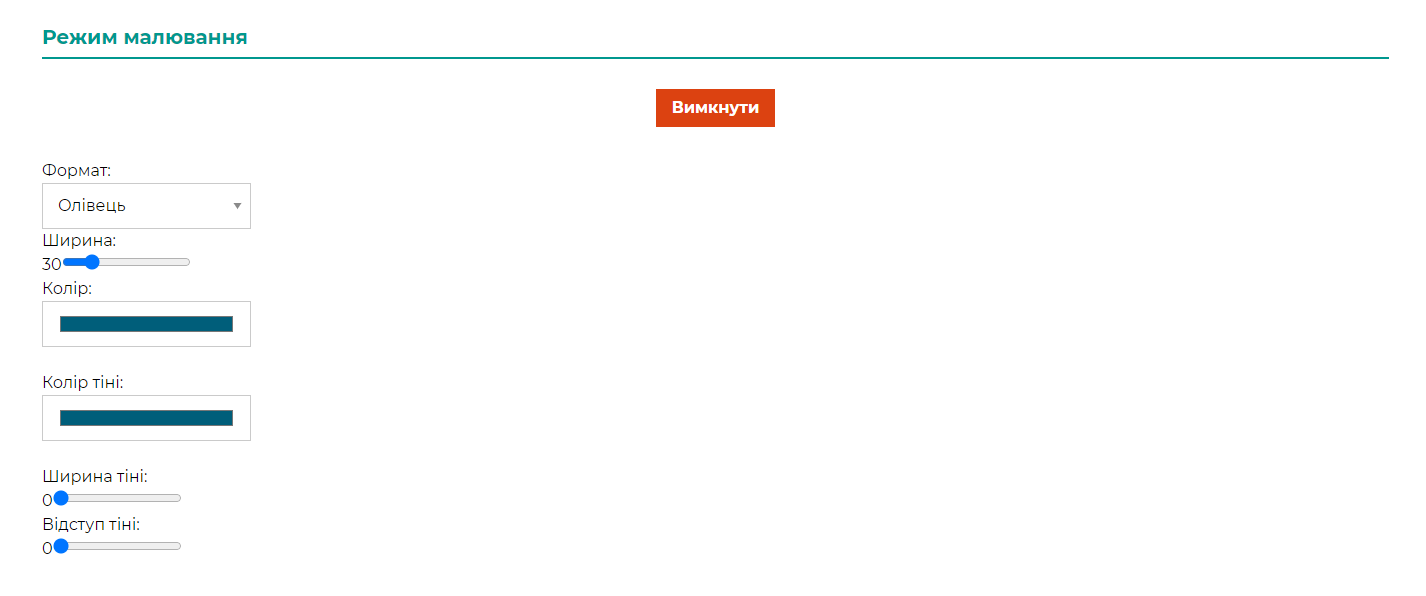 Режим малювання
Вимкнути
Формат:
Олівець
Ширина:
30
Колір:
Колір тіні:
Ширина тіні:
0
Відступ тіні:
0